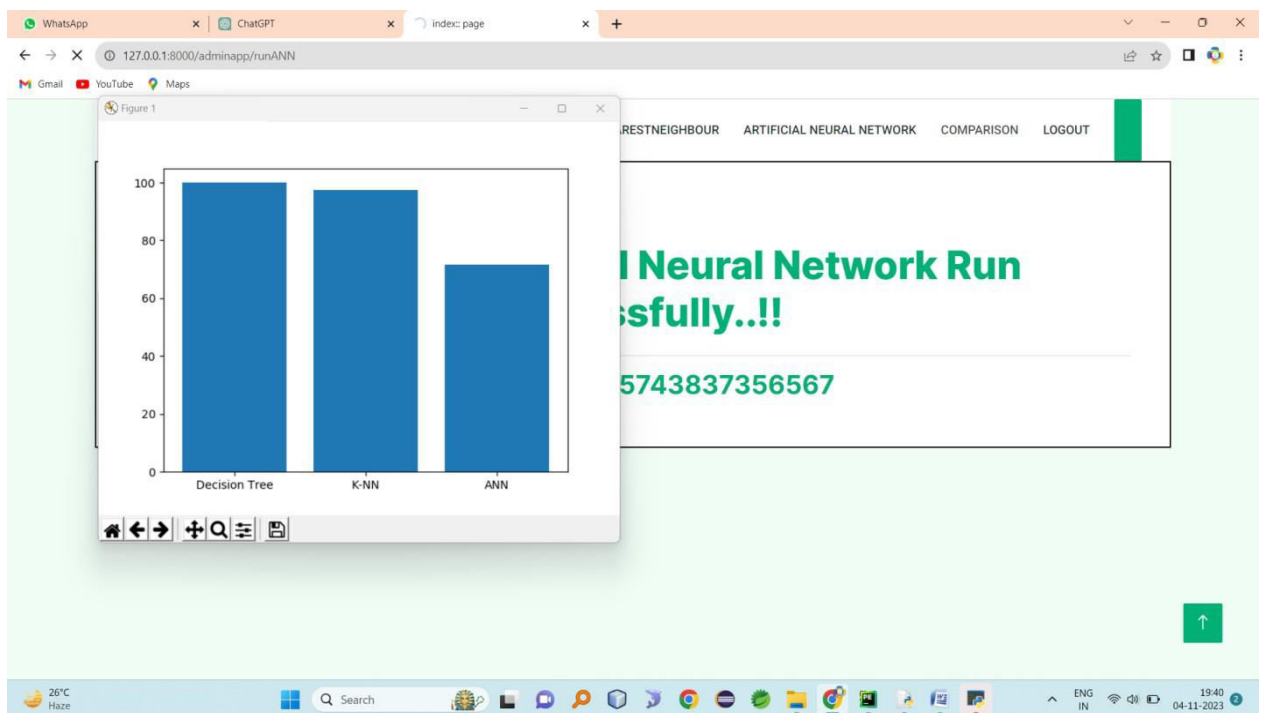 WhatsApp
ChatGPT
index:: page
127.0.0.1:8000/adminapp/runANN
Gmail
YouTube
Maps
Figure 1
ARESTNEIGHBOUR
ARTIFICIAL NEURAL NETWORK
COMPARISON
LOGOUT
100
80
60
40
20
0
Decision Tree
K-NN
ANN
l Neural Network Run
ssfully..!!
5743837356567
26°C
Haze
Search
ENG
IN
19:40
04-11-2023
2